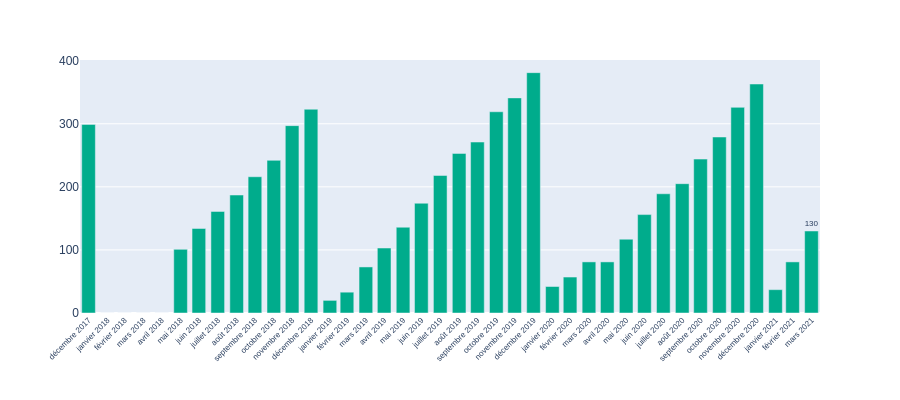 400
300
200
100
0
130
décembre 2017
janvier 2018
février 2018
mars 2018
avril 2018
mai 2018
juin 2018
juillet 2018
août 2018
septembre 2018
octobre 2018
novembre 2018
décembre 2018
janvier 2019
février 2019
mars 2019
avril 2019
mai 2019
juin 2019
juillet 2019
août 2019
septembre 2019
octobre 2019
novembre 2019
décembre 2019
janvier 2020
février 2020
mars 2020
avril 2020
mai 2020
juin 2020
juillet 2020
août 2020
septembre 2020
octobre 2020
novembre 2020
décembre 2020
janvier 2021
février 2021
mars 2021